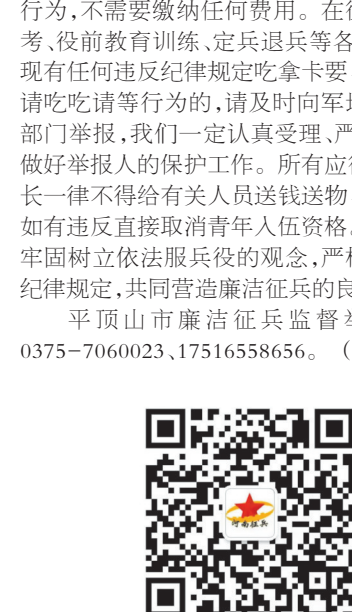 行为,不需要缴纳任何费用。在
考、役前教育训练、定兵退兵等各
现有任何违反纪律规定吃拿卡要
请吃吃请等行为的,请及时向军
部门举报,我们一定认真受理、严
做好举报人的保护工作。所有应
长一律不得给有关人员送钱送物
如有违反直接取消青年入伍资格。
牢固树立依法服兵役的观念,严
纪律规定,共同营造廉洁征兵的良
平顶山市廉洁征兵监督
0375-7060023、17516558656。（
河南征兵